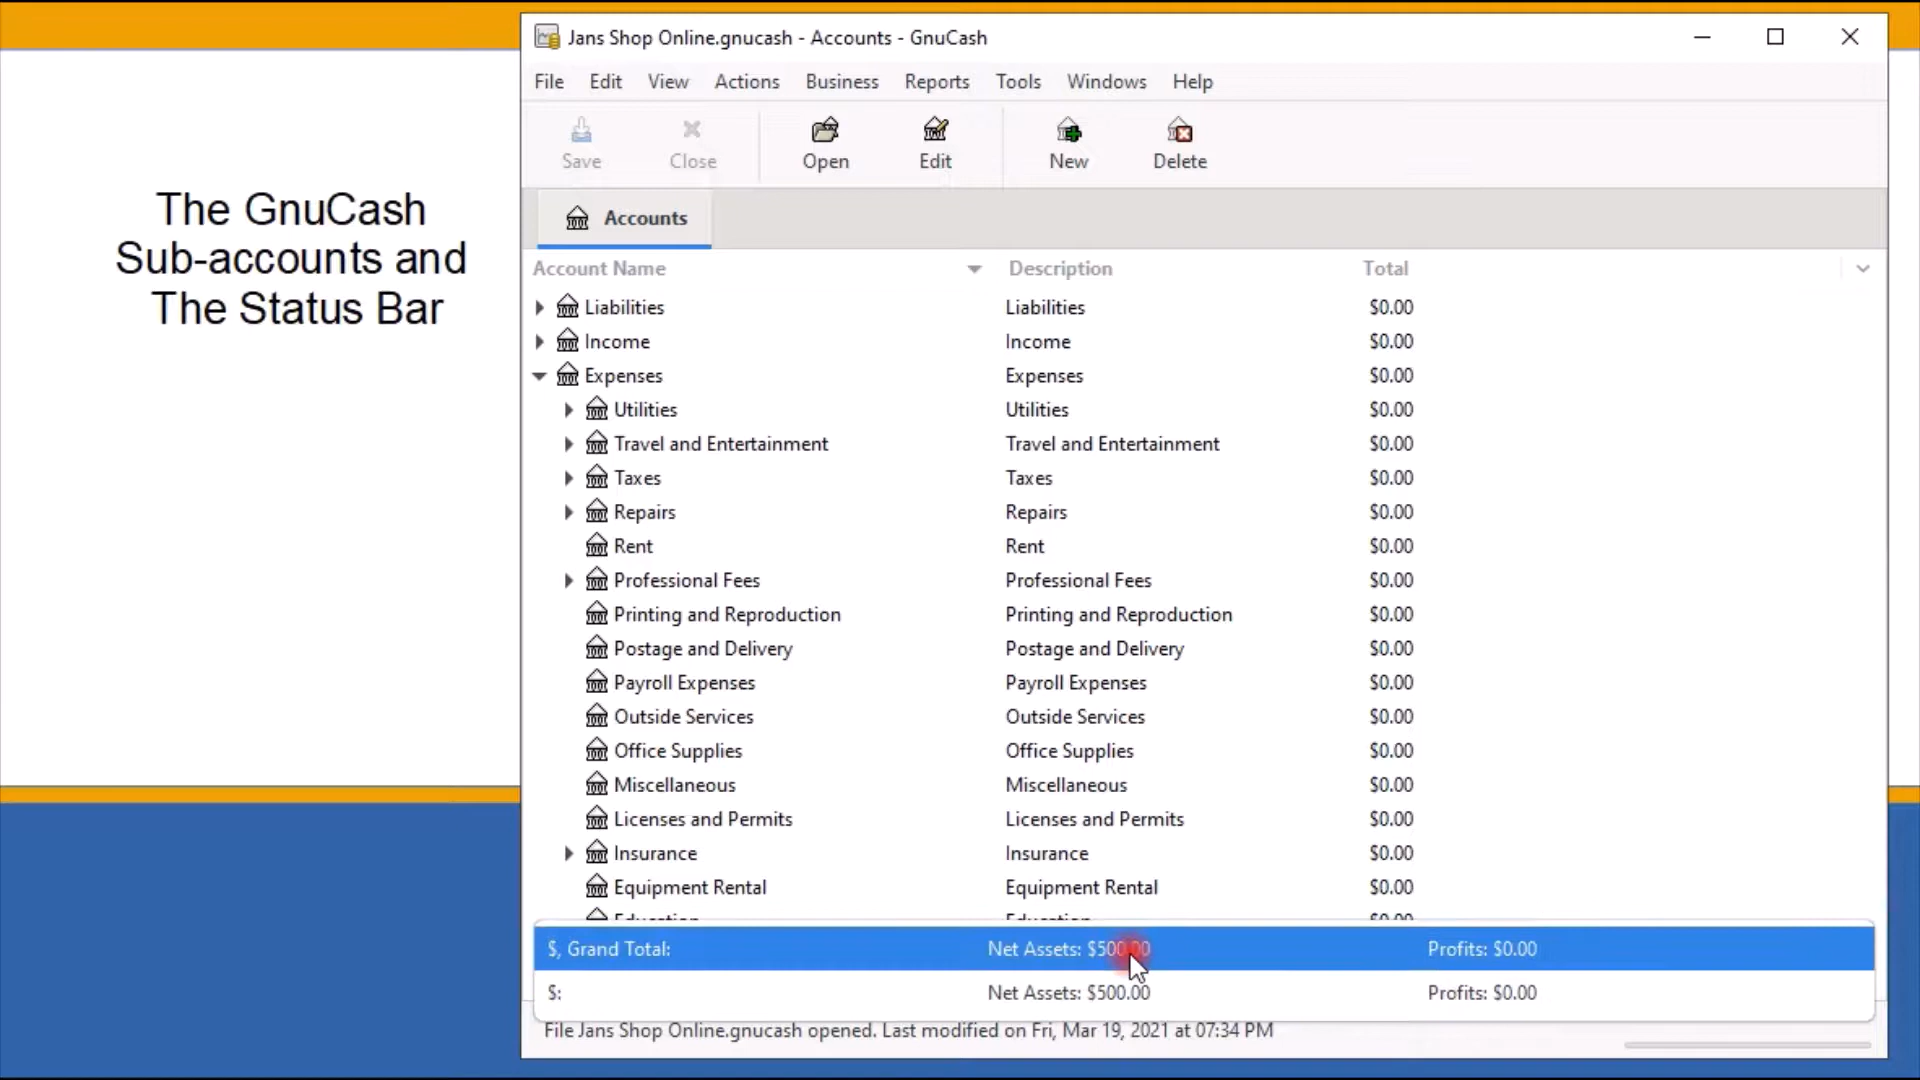 The GnuCash
Sub-accounts and
The Status Bar
Jans Shop Online.gnucash - Accounts - GnuCash
File Edit View Actions Business Reports Tools Windows Help
Save Close Open Edit New Delete
Accounts
Account Name Description Total
Liabilities Liabilities $0.00
Income Income $0.00
Expenses Expenses $0.00
Utilities Utilities $0.00
Travel and Entertainment Travel and Entertainment $0.00
Taxes Taxes $0.00
Repairs Repairs $0.00
Rent Rent $0.00
Professional Fees Professional Fees $0.00
Printing and Reproduction Printing and Reproduction $0.00
Postage and Delivery Postage and Delivery $0.00
Payroll Expenses Payroll Expenses $0.00
Outside Services Outside Services $0.00
Office Supplies Office Supplies $0.00
Miscellaneous Miscellaneous $0.00
Licenses and Permits Licenses and Permits $0.00
Insurance Insurance $0.00
Equipment Rental Equipment Rental $0.00
Education Education $0.00
$, Grand Total: Net Assets: $500.00 Profits: $0.00
$: Net Assets: $500.00 Profits: $0.00
File Jans Shop Online.gnucash opened. Last modified on Fri, Mar 19, 2021 at 07:34 PM